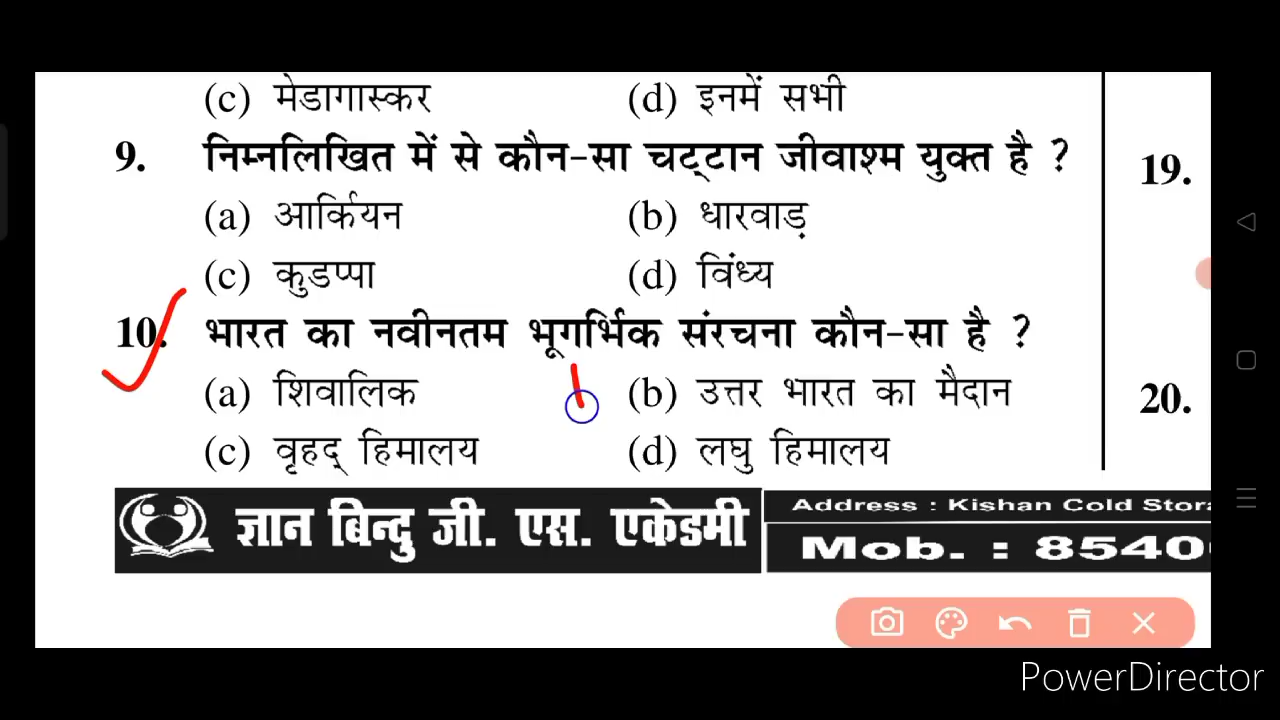 (c) मेडागास्कर (d) इनमें सभी
9. निम्नलिखित में से कौन-सा चट्टान जीवाश्म युक्त है ?
(a) आर्कियन (b) धारवाड़
(c) कुडप्पा (d) विंध्य
10. भारत का नवीनतम भूगर्भिक संरचना कौन-सा है ?
(a) शिवालिक (b) उत्तर भारत का मैदान
(c) वृहद् हिमालय (d) लघु हिमालय
19.
20.
ज्ञान बिन्दु जी. एस. एकेडमी
Address : Kishan Cold
Mob. : 8540
PowerDirector